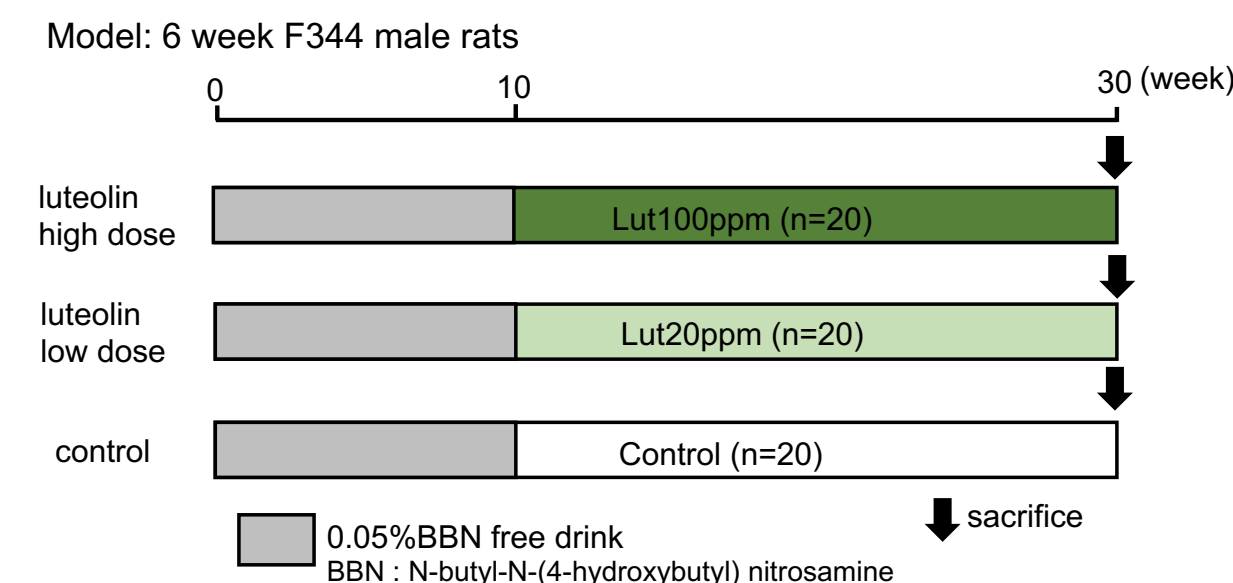 Model: 6 week F344 male rats
0 10 30 (week)
luteolin
high dose
Lut100ppm (n=20)
luteolin
low dose
Lut20ppm (n=20)
control
Control (n=20)
sacrifice
0.05%BBN free drink
BBN : N-butyl-N-(4-hydroxybutyl) nitrosamine